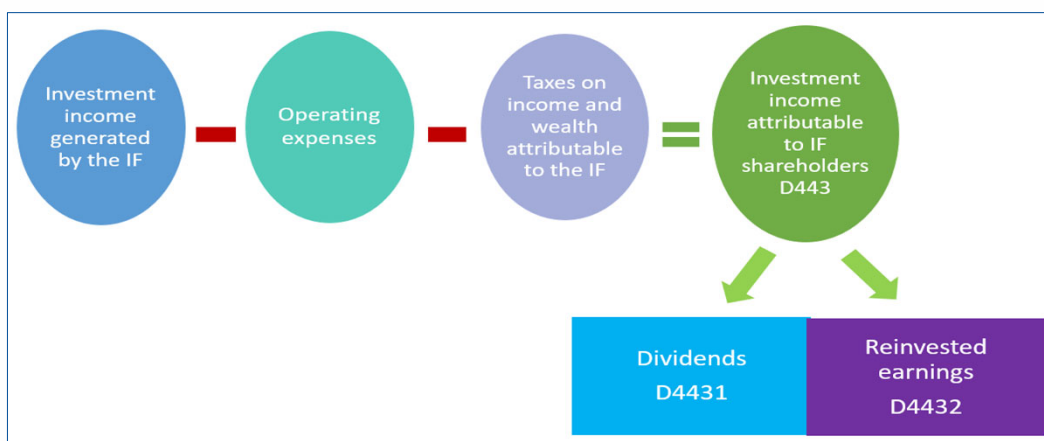 Investment
income
generated
by the IF
Operating
expenses
Taxes on
income and
wealth
attributable
to the IF
Investment
income
attributable
to IF
shareholders
D443
Dividends
D4431
Reinvested
earnings
D4432